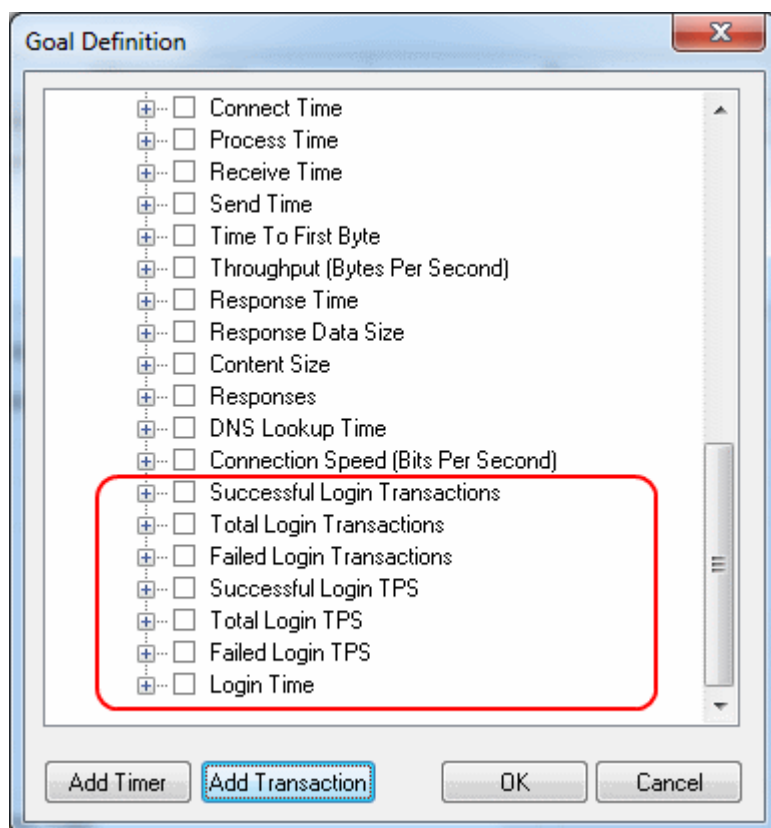 Goal Definition
Connect Time
Process Time
Receive Time
Send Time
Time To First Byte
Throughput (Bytes Per Second)
Response Time
Response Data Size
Content Size
Responses
DNS Lookup Time
Connection Speed (Bits Per Second)
Successful Login Transactions
Total Login Transactions
Failed Login Transactions
Successful Login TPS
Total Login TPS
Failed Login TPS
Login Time
Add Timer Add Transaction OK Cancel